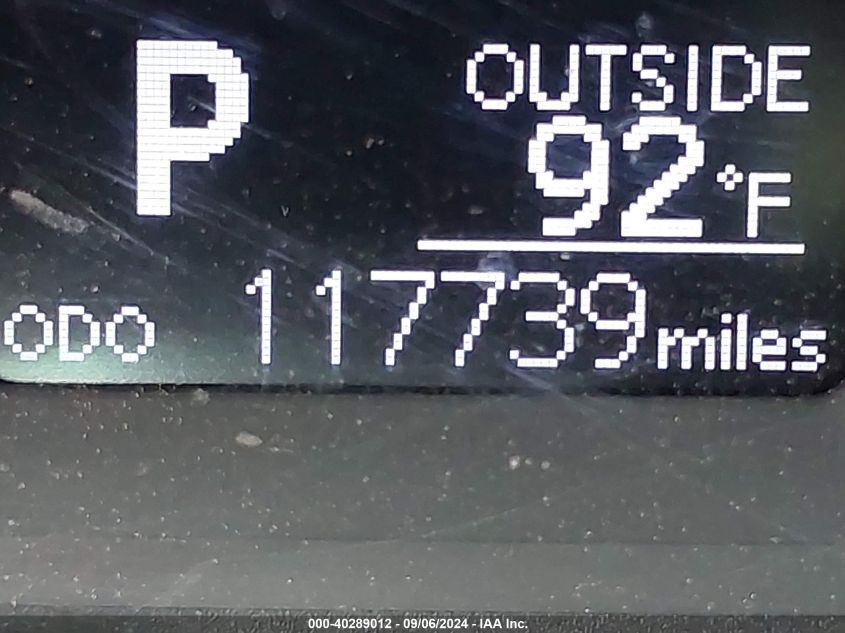 P
OUTSIDE
92 °F
ODO 117739 miles
000-40289012 - 09/06/2024 - IAA Inc.